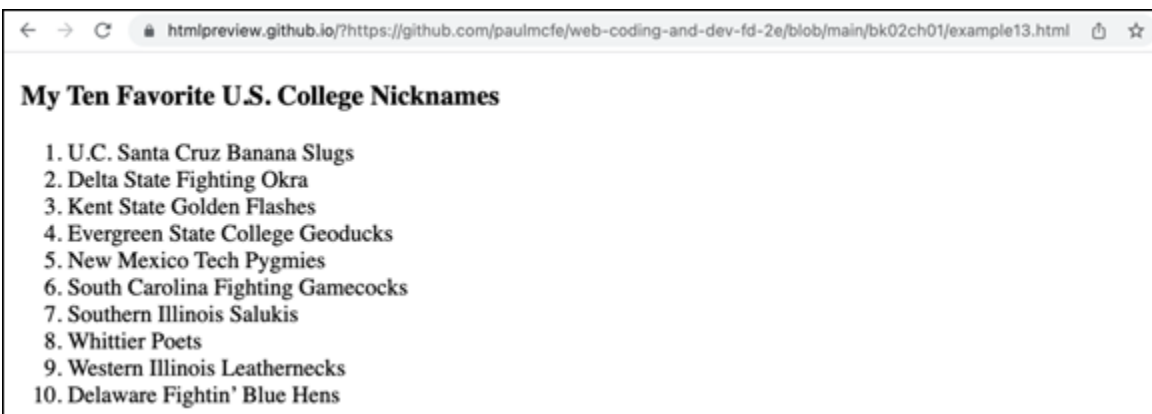 htmlpreview.github.io/?https://github.com/paulmcfe/web-coding-and-dev-fd-2e/blob/main/bk02ch01/example13.html
My Ten Favorite U.S. College Nicknames
1. U.C. Santa Cruz Banana Slugs
2. Delta State Fighting Okra
3. Kent State Golden Flashes
4. Evergreen State College Geoducks
5. New Mexico Tech Pygmies
6. South Carolina Fighting Gamecocks
7. Southern Illinois Salukis
8. Whittier Poets
9. Western Illinois Leathernecks
10. Delaware Fightin’ Blue Hens